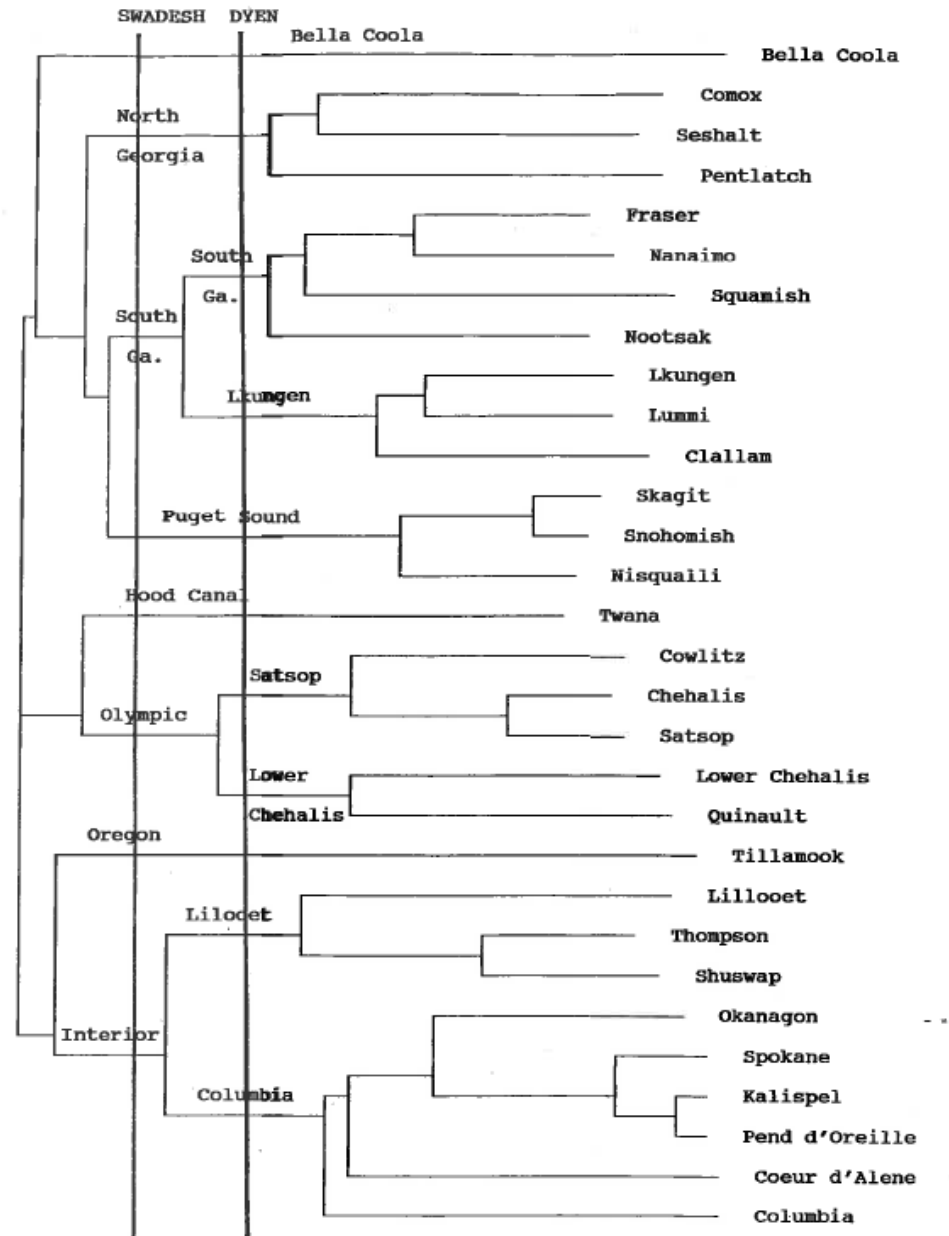 SWADESH DYEN
Bella Coola
Bella Coola
Comox
North
Seshalt
Georgia
Pentlatch
Fraser
South
Nanaimo
Ga.
Squamish
South
Nootsak
Ga.
Lkungen
Lkungen
Lummi
Clallam
Skagit
Puget Sound
Snohomish
Nisqualli
Hood Canal
Twana
Cowlitz
Satsop
Chehalis
Olympic
Satsop
Lower
Lower Chehalis
Chehalis
Quinault
Oregon
Tillamook
Lillooet
Lilooet
Thompson
Shuswap
Okanagon
Interior
Spokane
Columbia
Kalispel
Pend d'Oreille
Coeur d'Alene
Columbia